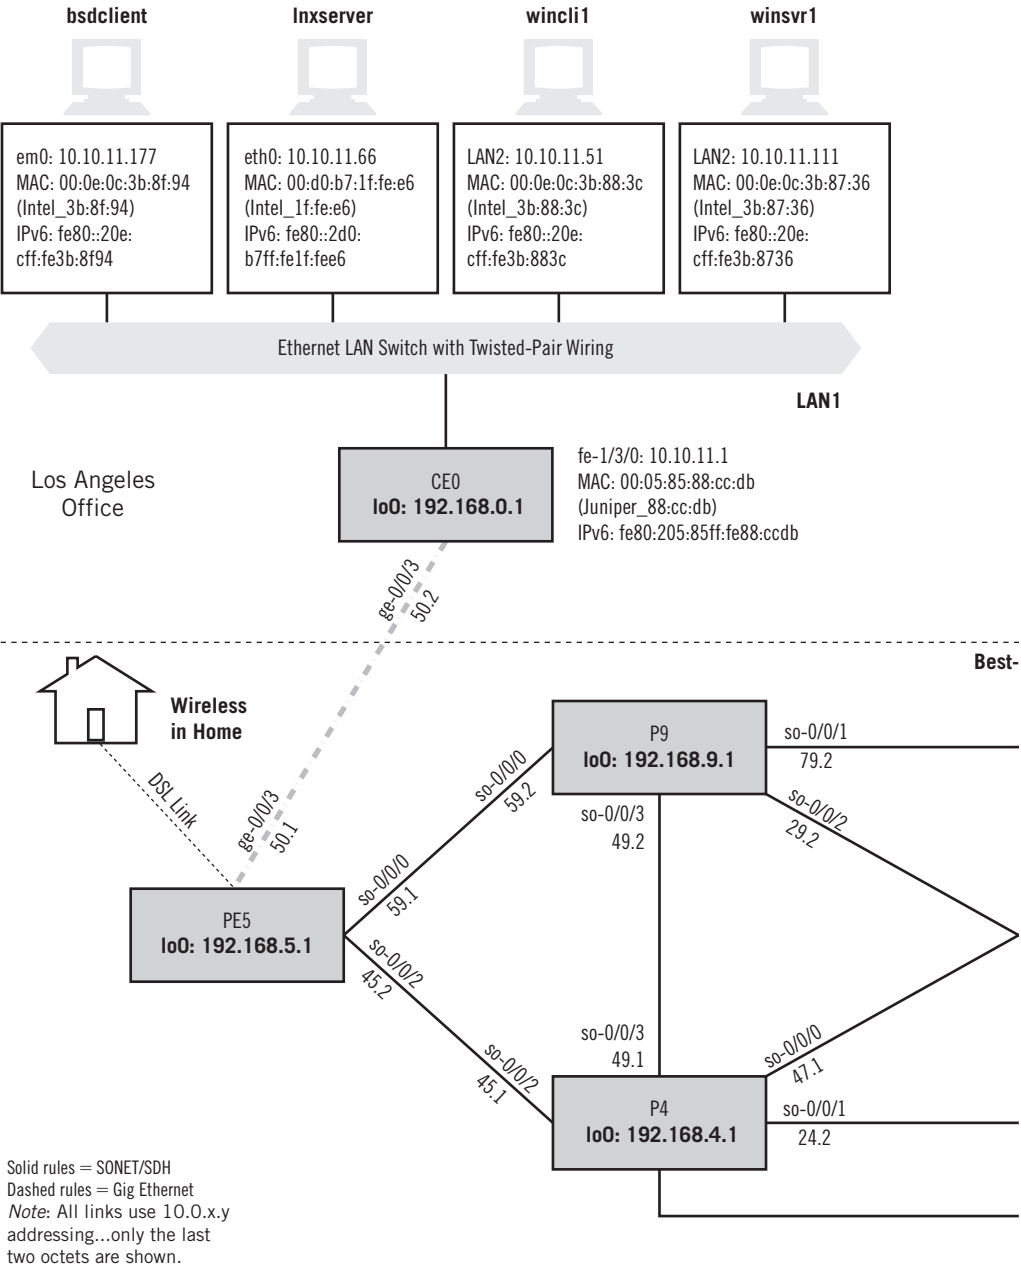 bsdclient
lnxserver
wincli1
winsvr1
em0: 10.10.11.177
MAC: 00:0e:0c:3b:8f:94
(Intel_3b:8f:94)
IPv6: fe80::20e:
cff:fe3b:8f94
eth0: 10.10.11.66
MAC: 00:d0:b7:1f:fe:e6
(Intel_1f:fe:e6)
IPv6: fe80::2d0:
b7ff:fe1f:fee6
LAN2: 10.10.11.51
MAC: 00:0e:0c:3b:88:3c
(Intel_3b:88:3c)
IPv6: fe80::20e:
cff:fe3b:883c
LAN2: 10.10.11.111
MAC: 00:0e:0c:3b:87:36
(Intel_3b:87:36)
IPv6: fe80::20e:
cff:fe3b:8736
Ethernet LAN Switch with Twisted-Pair Wiring
LAN1
Los Angeles
Office
CE0
lo0: 192.168.0.1
fe-1/3/0: 10.10.11.1
MAC: 00:05:85:88:cc:db
(Juniper_88:cc:db)
IPv6: fe80:205:85ff:fe88:ccdb
ge-0/0/3
50.2
Best-
Wireless
in Home
DSL Link
ge-0/0/3
50.1
P9
lo0: 192.168.9.1
so-0/0/1
79.2
so-0/0/0
59.2
so-0/0/3
49.2
so-0/0/2
29.2
so-0/0/0
59.1
PE5
lo0: 192.168.5.1
so-0/0/2
45.2
so-0/0/3
49.1
so-0/0/0
47.1
so-0/0/2
45.1
P4
lo0: 192.168.4.1
so-0/0/1
24.2
Solid rules = SONET/SDH
Dashed rules = Gig Ethernet
Note: All links use 10.0.x.y
addressing...only the last
two octets are shown.